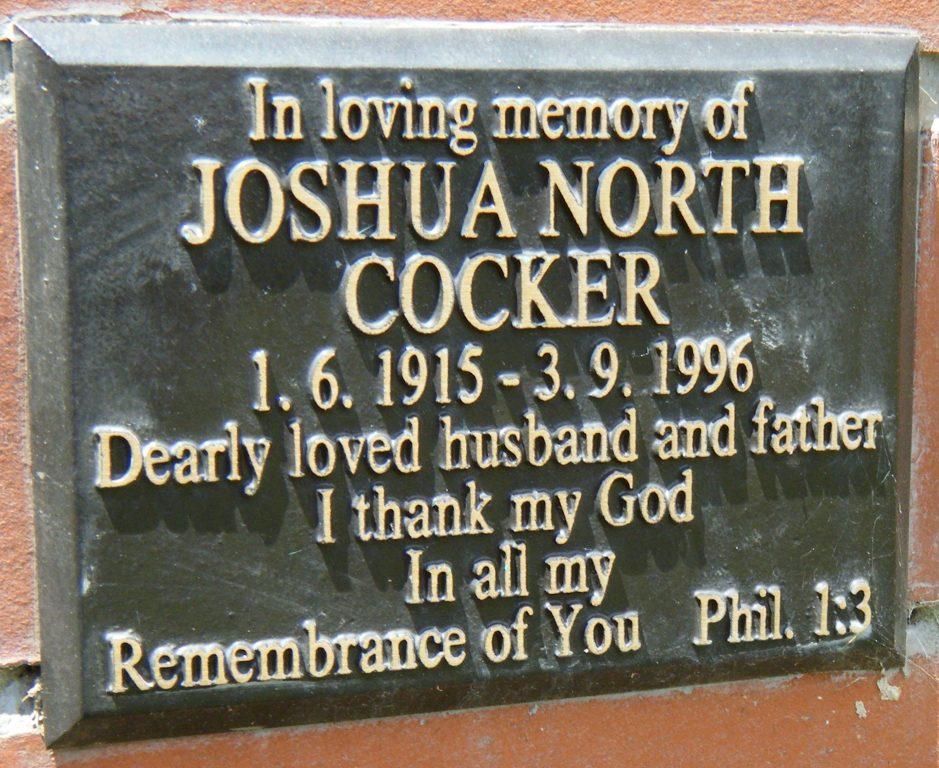 In loving memory of
JOSHUA NORTH
COCKER
1. 6. 1915 - 3. 9. 1996
Dearly loved husband and father
I thank my God
In all my
Remembrance of You Phil. 1:3